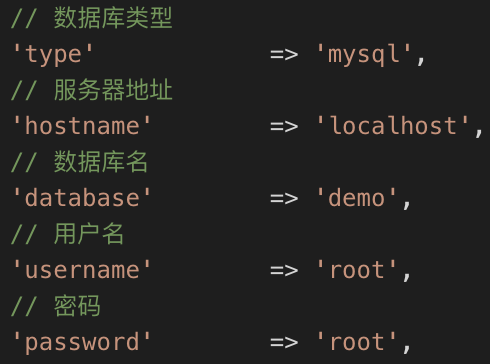 // 数据库类型
'type'          => 'mysql',
// 服务器地址
'hostname'      => 'localhost',
// 数据库名
'database'      => 'demo',
// 用户名
'username'      => 'root',
// 密码
'password'      => 'root',